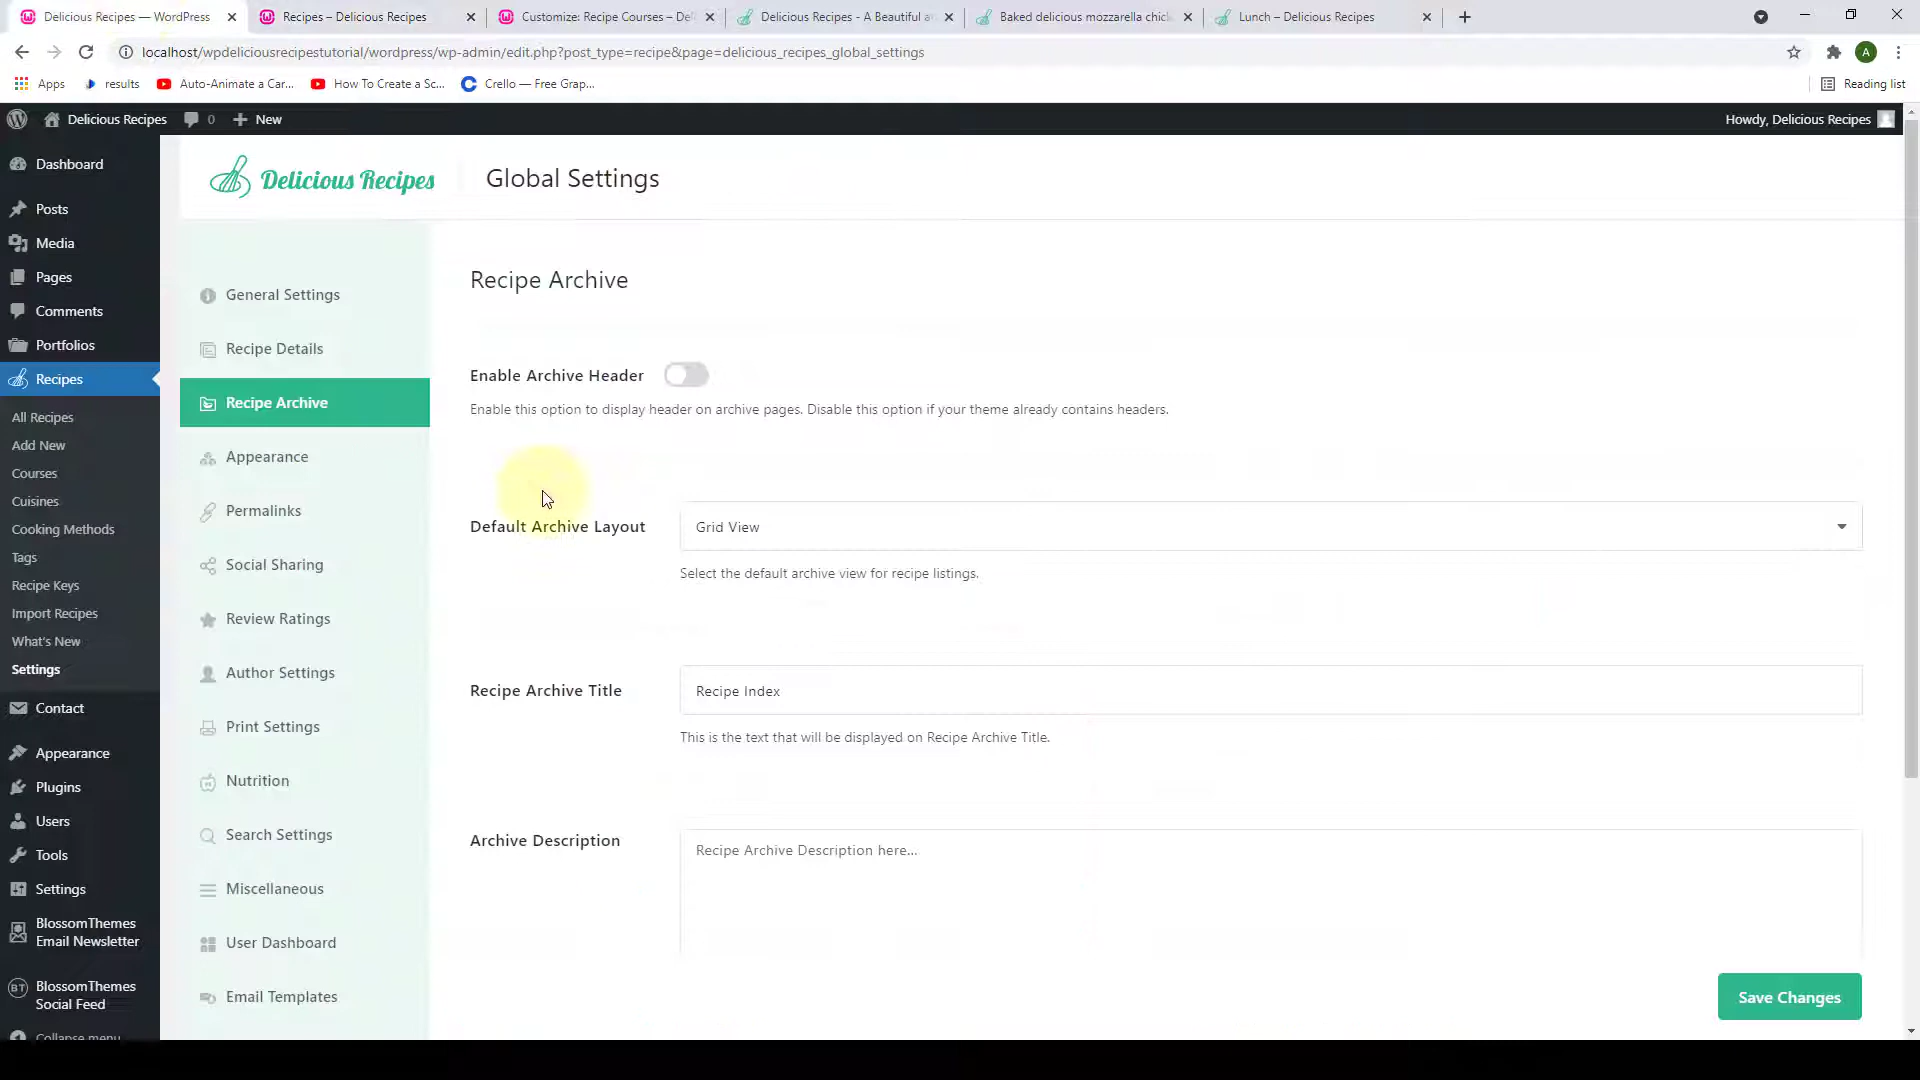 Delicious Recipes — WordPress
Recipes – Delicious Recipes
Customize: Recipe Courses – De
Delicious Recipes - A Beautiful a
Baked delicious mozzarella chick
Lunch – Delicious Recipes
localhost/wpdeliciousrecipestutorial/wordpress/wp-admin/edit.php?post_type=recipe&page=delicious_recipes_global_settings
A
Apps
results
Auto-Animate a Car...
How To Create a Sc...
Crello — Free Grap...
Reading list
Delicious Recipes
0
New
Howdy, Delicious Recipes
Dashboard
Posts
Media
Pages
Comments
Portfolios
Recipes
All Recipes
Add New
Courses
Cuisines
Cooking Methods
Tags
Recipe Keys
Import Recipes
What's New
Settings
Contact
Appearance
Plugins
Users
Tools
Settings
BlossomThemes
Email Newsletter
BT
BlossomThemes
Social Feed
Collapse menu
Delicious Recipes
Global Settings
General Settings
Recipe Details
Recipe Archive
Appearance
Permalinks
Social Sharing
Review Ratings
Author Settings
Print Settings
Nutrition
Search Settings
Miscellaneous
User Dashboard
Email Templates
Recipe Archive
Enable Archive Header
Enable this option to display header on archive pages. Disable this option if your theme already contains headers.
Default Archive Layout
Grid View
Select the default archive view for recipe listings.
Recipe Archive Title
Recipe Index
This is the text that will be displayed on Recipe Archive Title.
Archive Description
Recipe Archive Description here...
Save Changes